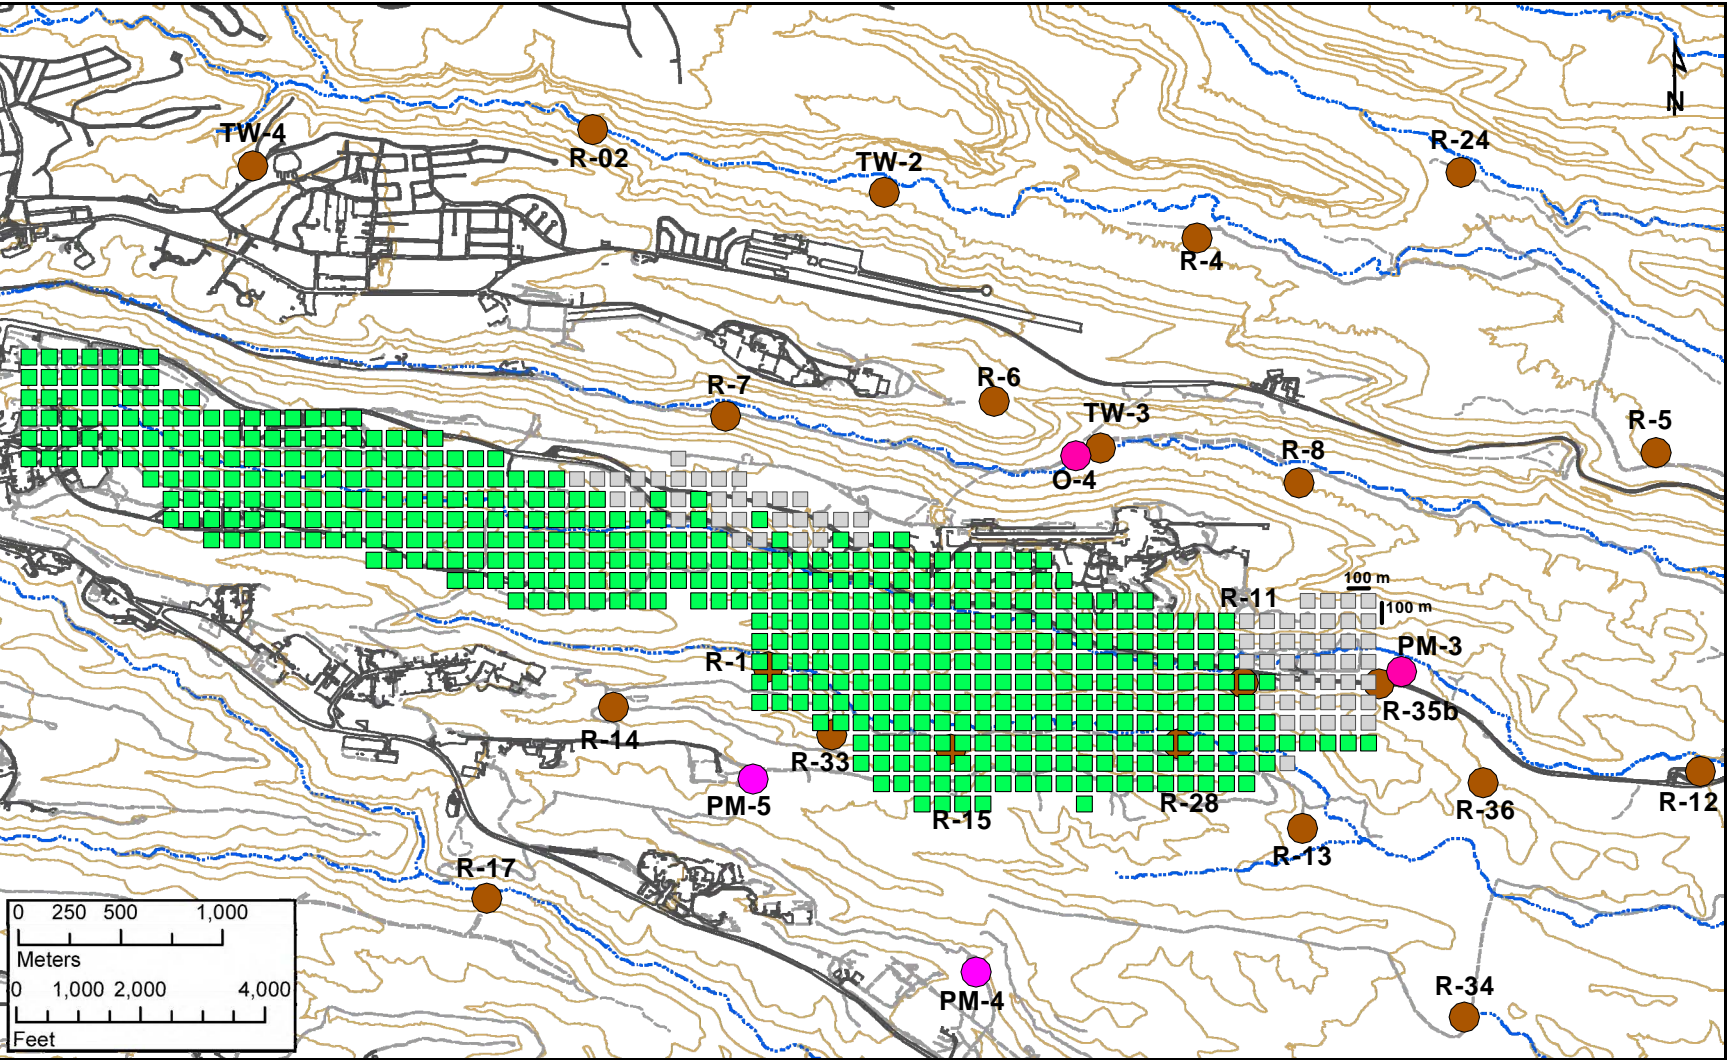 N
TW-4
R-02
R-24
TW-2
R-4
R-7
R-6
TW-3
R-5
R-8
O-4
100 m
100 m
R-11
PM-3
R-1
R-35b
R-14
R-33
PM-5
R-28
R-36
R-12
R-15
R-13
R-17
0 250 500 1,000
Meters
0 1,000 2,000 4,000
Feet
PM-4
R-34